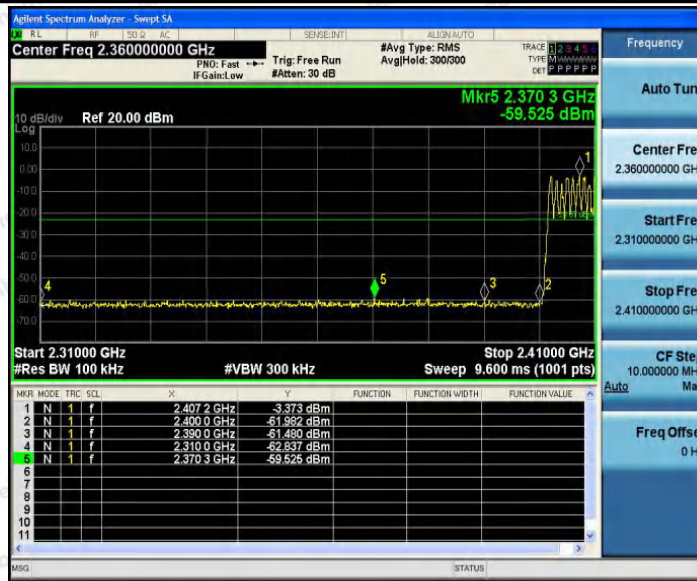 Agilent Spectrum Analyzer - Swept SA
RL RF 50 Ω AC SENSE:INT ALIGN AUTO
Center Freq 2.360000000 GHz
PNO: Fast
IFGain:Low
Trig: Free Run
#Atten: 30 dB
#Avg Type: RMS
Avg|Hold: 300/300
TRACE 1 2 3 4 5 6
TYPE M
DET P P P P P P
Mkr5 2.370 3 GHz
-59.525 dBm
10 dB/div Ref 20.00 dBm
Log
10.0
0.00
-10.0
-20.0
-30.0
-40.0
-50.0
-60.0
-70.0
1
2
3
4
5
Start 2.31000 GHz
Stop 2.41000 GHz
#Res BW 100 kHz
#VBW 300 kHz
Sweep 9.600 ms (1001 pts)
MKR MODE TRC SCL X Y FUNCTION FUNCTION WIDTH FUNCTION VALUE
1 N 1 f 2.407 2 GHz -3.373 dBm
2 N 1 f 2.400 0 GHz -61.982 dBm
3 N 1 f 2.390 0 GHz -61.480 dBm
4 N 1 f 2.310 0 GHz -62.837 dBm
5 N 1 f 2.370 3 GHz -59.525 dBm
6
7
8
9
10
11
MSG
STATUS
Frequency
Auto Tun
Center Fre
2.360000000 GH
Start Fre
2.310000000 GH
Stop Fre
2.410000000 GH
CF Ste
10.000000 MH
Auto Ma
Freq Offse
0 H